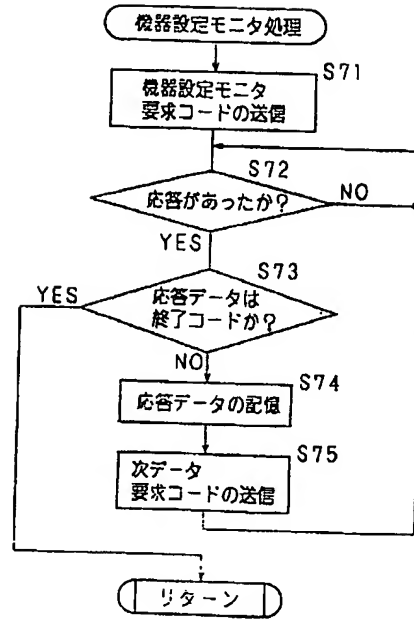 機器設定モニタ処理
S71
機器設定モニタ
要求コードの送信
S72
応答があったか?
NO
YES
S73
YES
応答データは
終了コードか?
NO
S74
応答データの記憶
S75
次データ
要求コードの送信
リターン